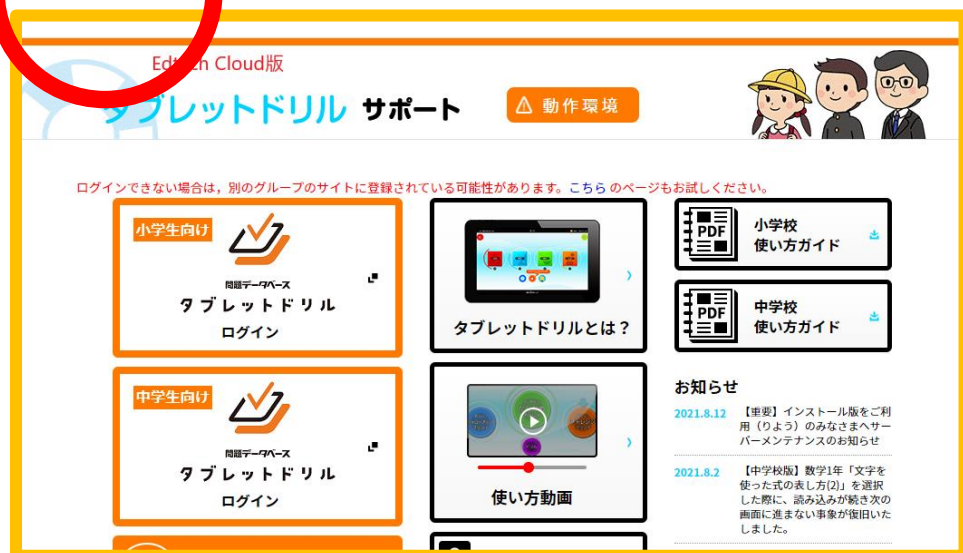 Edtech Cloud版
タブレットドリル サポート
動作環境
ログインできない場合は，別のグループのサイトに登録されている可能性があります。こちら のページもお試しください。
小学生向け
問題データベース
タブレットドリル
ログイン
中学生向け
問題データベース
タブレットドリル
ログイン
タブレットドリルとは？
使い方動画
PDF
小学校
使い方ガイド
PDF
中学校
使い方ガイド
お知らせ
2021.8.12
【重要】インストール版をご利
用（りよう）のみなさまへサー
バーメンテナンスのお知らせ
2021.8.2
【中学校版】数学1年「文字を
使った式の表し方(2)」を選択
した際に、読み込みが続き次の
画面に進まない事象が復旧いた
しました。